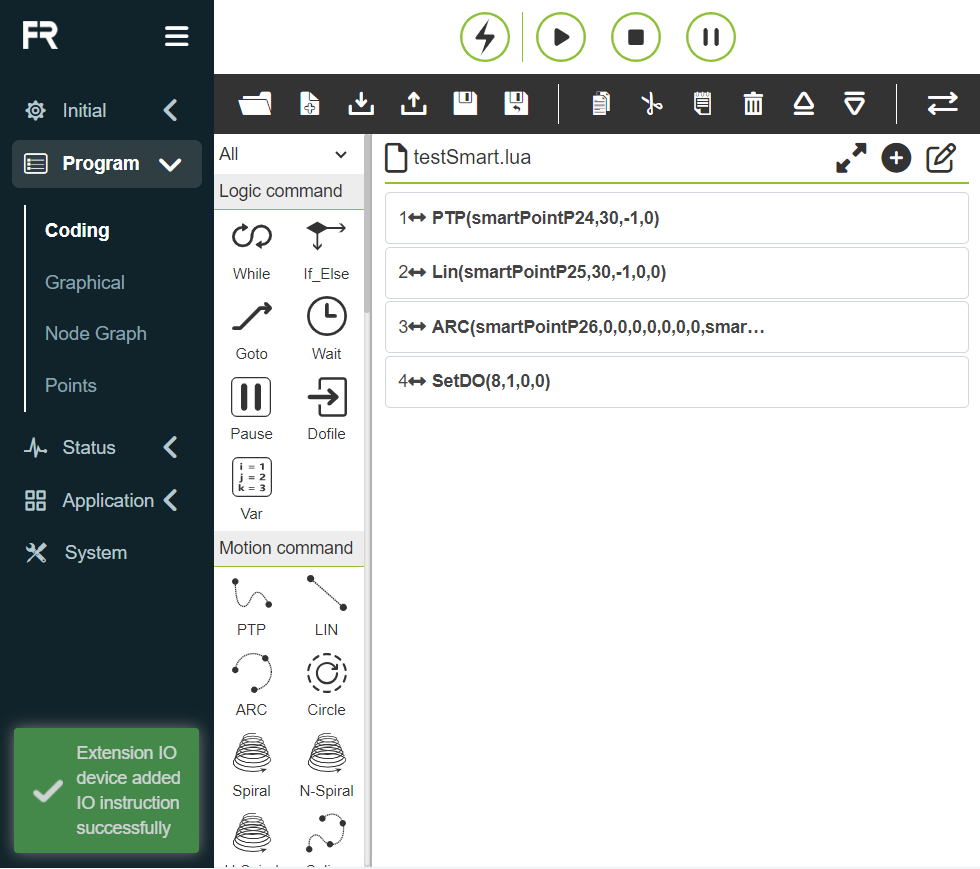 FR
Initial
Program
Coding
Graphical
Node Graph
Points
Status
Application
System
Extension IO
device added
IO instruction
successfully
All
Logic command
While
If_Else
Goto
Wait
Pause
Dofile
i = 1
j = 2
k = 3
Var
Motion command
PTP
LIN
ARC
Circle
Spiral
N-Spiral
testSmart.lua
1 PTP(smartPointP24,30,-1,0)
2 Lin(smartPointP25,30,-1,0,0)
3 ARC(smartPointP26,0,0,0,0,0,0,0,smar...
4 SetDO(8,1,0,0)